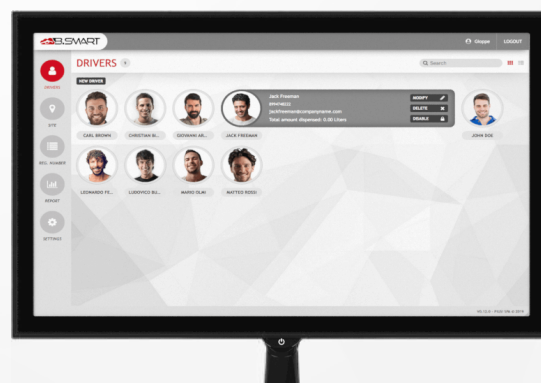 B.SMART
Gioppe LOGOUT
DRIVERS
Search
DRIVERS
NEW DRIVER
Jack Freeman
jackfreeman@companyname.com
Total amount dispensed: 0.00 Liters
MODIFY
DELETE
DISABLE
CARL BROWN CHRISTIAN BI... GIOVANNI AR... JACK FREEMAN JOHN DOE
SITE
REG. NUMBER
LEONARDO FE... LUDOVICO BU... MARIO OLMI MATTEO ROSSI
REPORT
SETTINGS